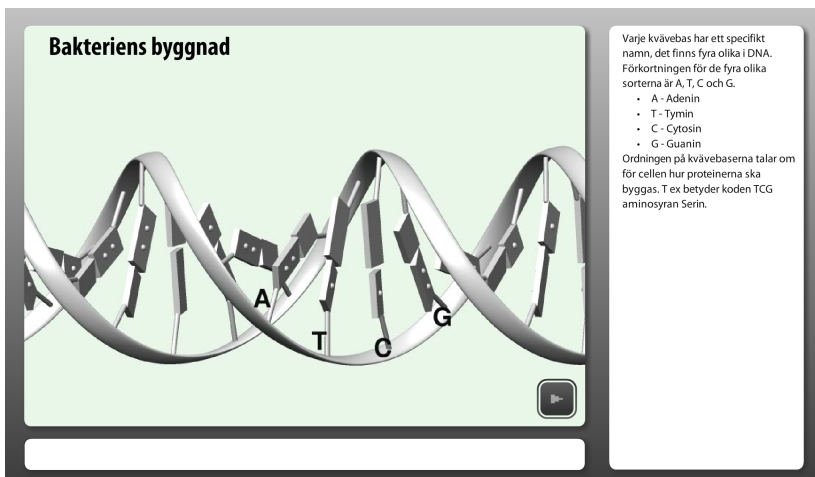 Bakteriens byggnad
A
T
C
G
Varje kvävebas har ett specifikt
namn, det finns fyra olika i DNA.
Förkortningen för de fyra olika
sorterna är A, T, C och G.
• A - Adenin
• T - Tymin
• C - Cytosin
• G - Guanin
Ordningen på kvävebaserna talar om
för cellen hur proteinerna ska
byggas. T ex betyder koden TCG
aminosyran Serin.